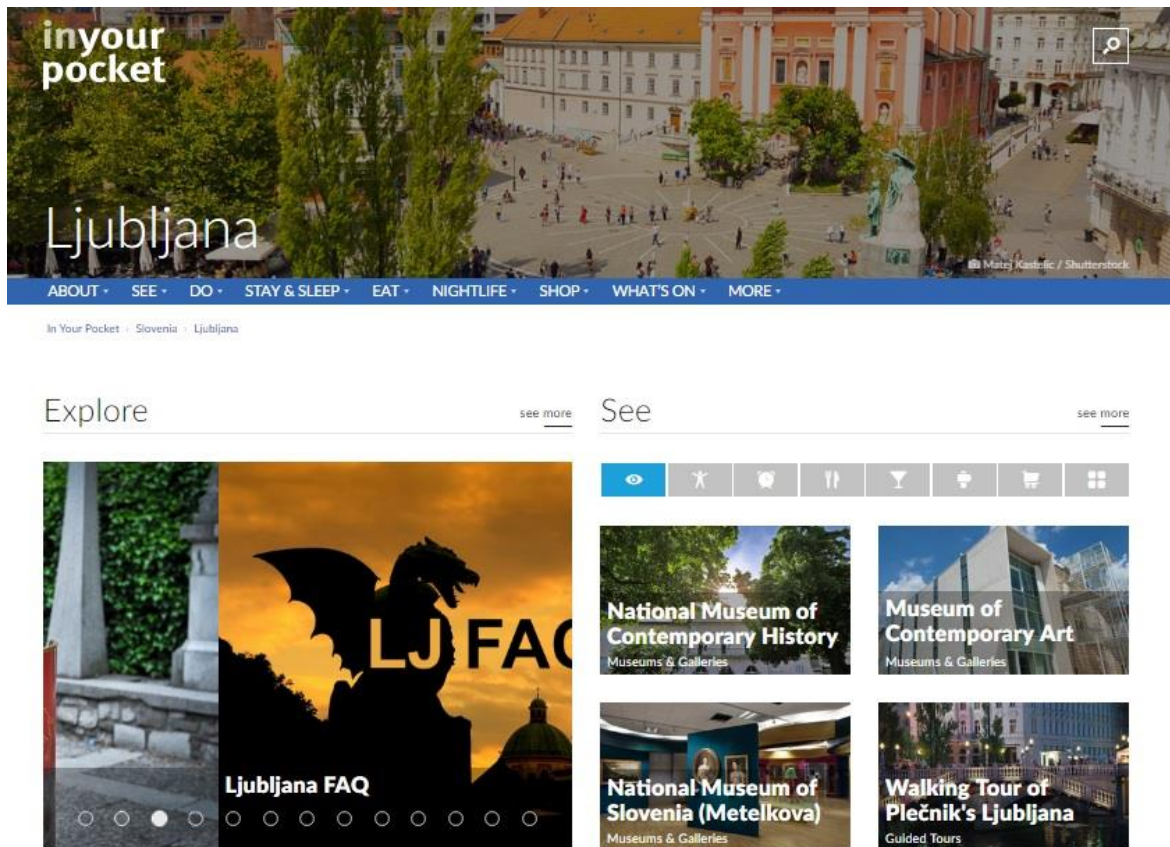 inyour
pocket
Ljubljana
Matej Kastelic / Shutterstock
ABOUT SEE DO STAY & SLEEP EAT NIGHTLIFE SHOP WHAT'S ON MORE
In Your Pocket Slovenia Ljubljana
Explore
see more
LJ FAQ
Ljubljana FAQ
See
see more
National Museum of
Contemporary History
Museums & Galleries
Museum of
Contemporary Art
Museums & Galleries
National Museum of
Slovenia (Metelkova)
Museums & Galleries
Walking Tour of
Plečnik's Ljubljana
Guided Tours